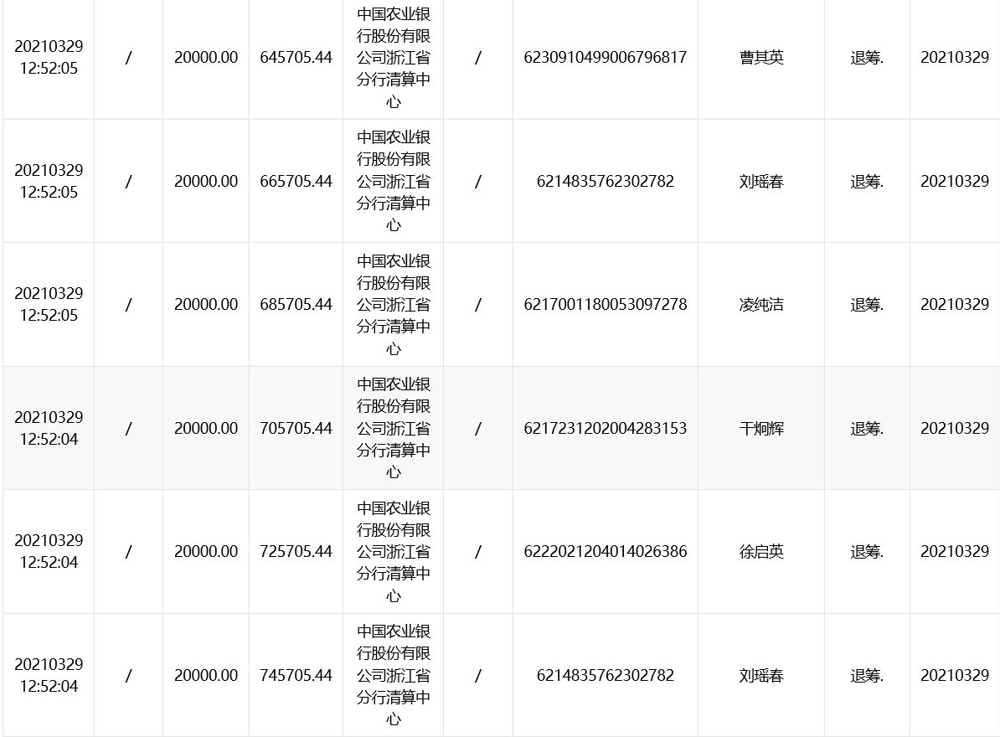 中国农业银
行股份有限
20210329 / 20000.00 645705.44 公司浙江省 / 6230910499006796817 曹其英 退筹. 20210329
12:52:05 分行清算中
心
中国农业银
行股份有限
20210329 / 20000.00 665705.44 公司浙江省 / 6214835762302782 刘瑶春 退筹. 20210329
12:52:05 分行清算中
心
中国农业银
行股份有限
20210329 / 20000.00 685705.44 公司浙江省 / 6217001180053097278 凌纯洁 退筹. 20210329
12:52:05 分行清算中
心
中国农业银
行股份有限
20210329 / 20000.00 705705.44 公司浙江省 / 6217231202004283153 干炯辉 退筹. 20210329
12:52:04 分行清算中
心
中国农业银
行股份有限
20210329 / 20000.00 725705.44 公司浙江省 / 6222021204014026386 徐启英 退筹. 20210329
12:52:04 分行清算中
心
中国农业银
行股份有限
20210329 / 20000.00 745705.44 公司浙江省 / 6214835762302782 刘瑶春 退筹. 20210329
12:52:04 分行清算中
心